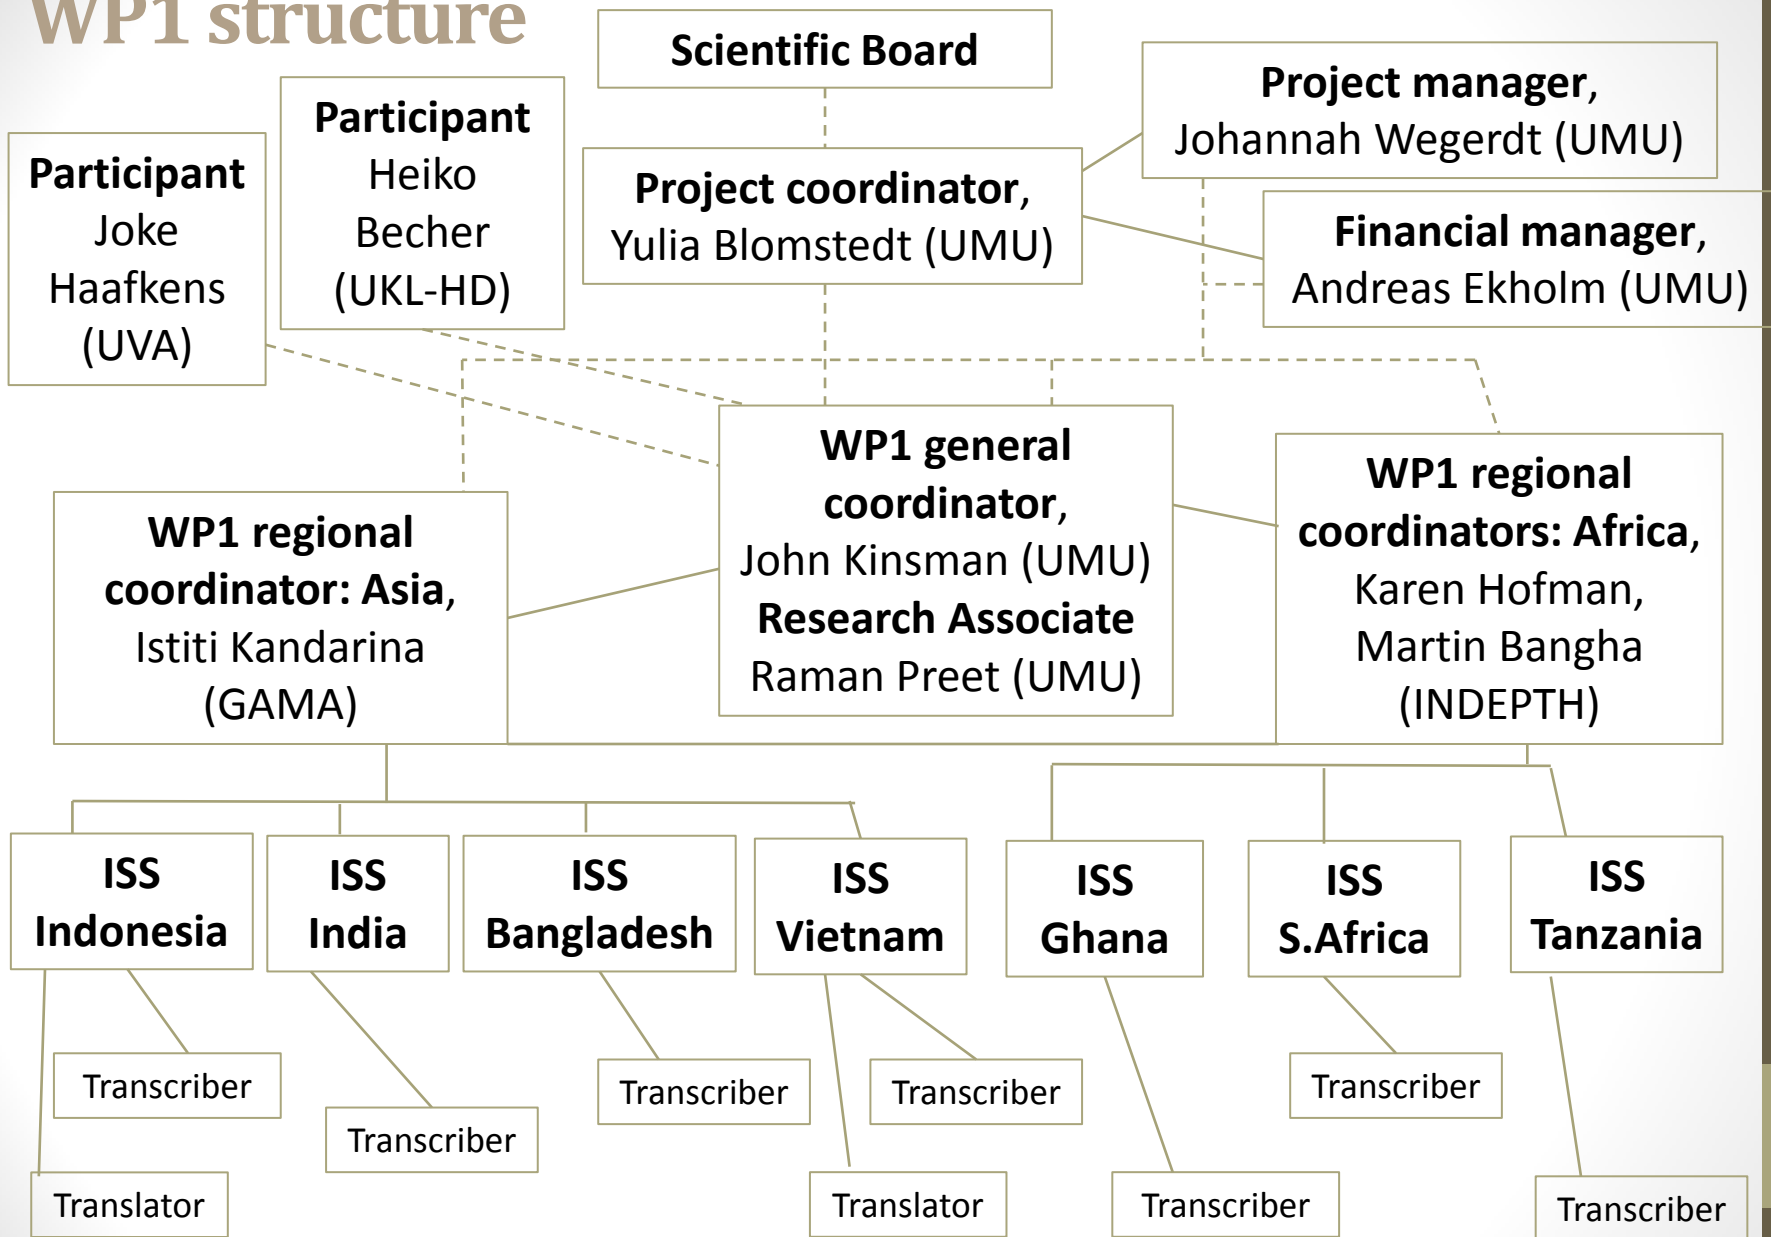 WP1 structure
Scientific Board
Project manager,
Johannah Wegerdt (UMU)
Participant
Heiko
Becher
(UKL-HD)
Participant
Joke
Haafkens
(UVA)
Project coordinator,
Yulia Blomstedt (UMU)
Financial manager,
Andreas Ekholm (UMU)
WP1 general
coordinator,
John Kinsman (UMU)
Research Associate
Raman Preet (UMU)
WP1 regional
coordinators: Africa,
Karen Hofman,
Martin Bangha
(INDEPTH)
WP1 regional
coordinator: Asia,
Istiti Kandarina
(GAMA)
ISS
Indonesia
ISS
India
ISS
Bangladesh
ISS
Vietnam
ISS
Ghana
ISS
S.Africa
ISS
Tanzania
Transcriber
Transcriber
Transcriber
Transcriber
Transcriber
Translator
Translator
Transcriber
Transcriber